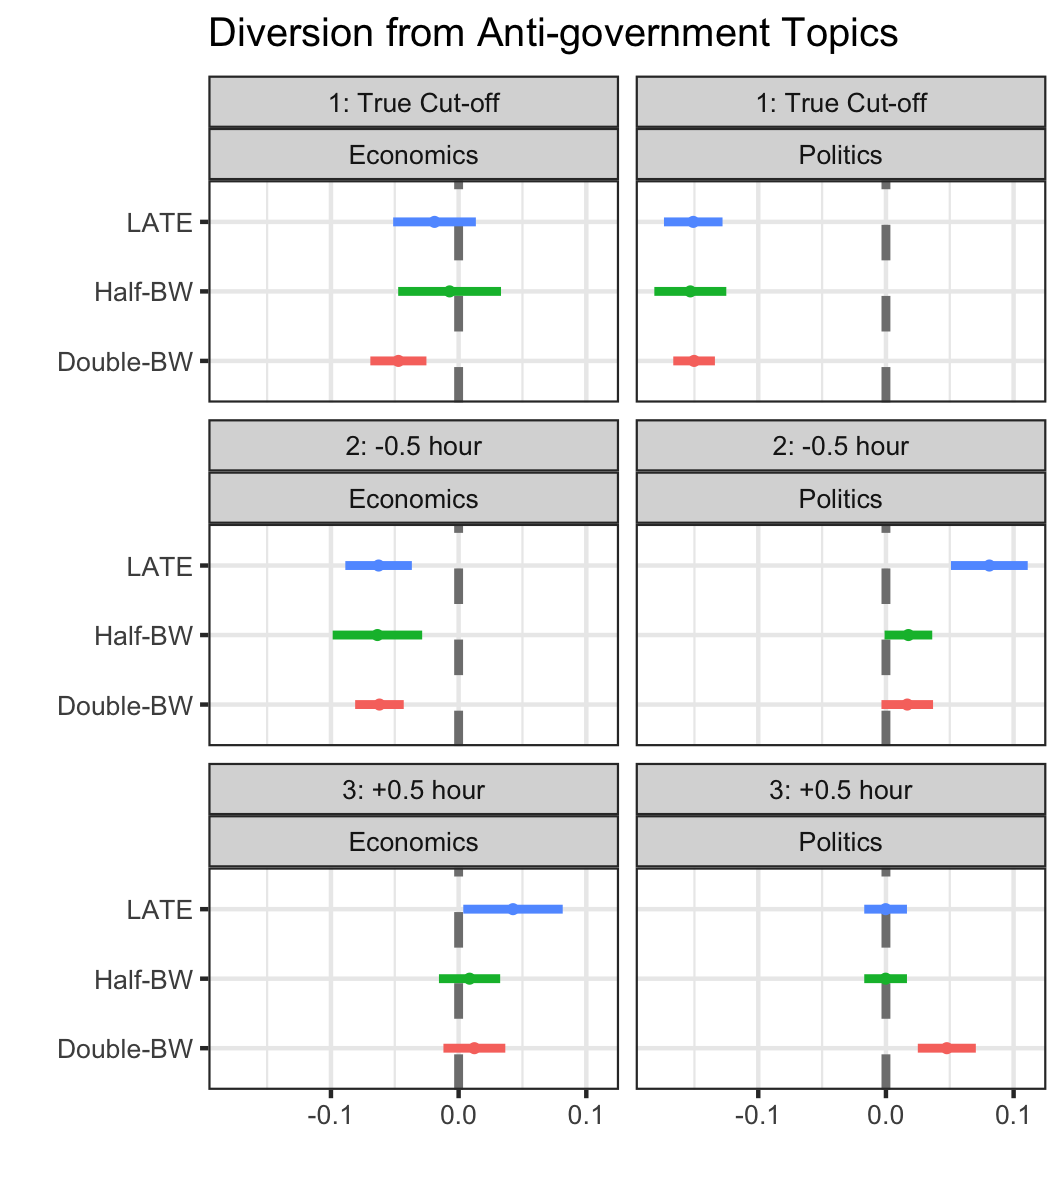 Diversion from Anti-government Topics
1: True Cut-off
1: True Cut-off
Economics
Politics
LATE
Half-BW
Double-BW
2: -0.5 hour
2: -0.5 hour
Economics
Politics
LATE
Half-BW
Double-BW
3: +0.5 hour
3: +0.5 hour
Economics
Politics
LATE
Half-BW
Double-BW
-0.1 0.0 0.1
-0.1 0.0 0.1